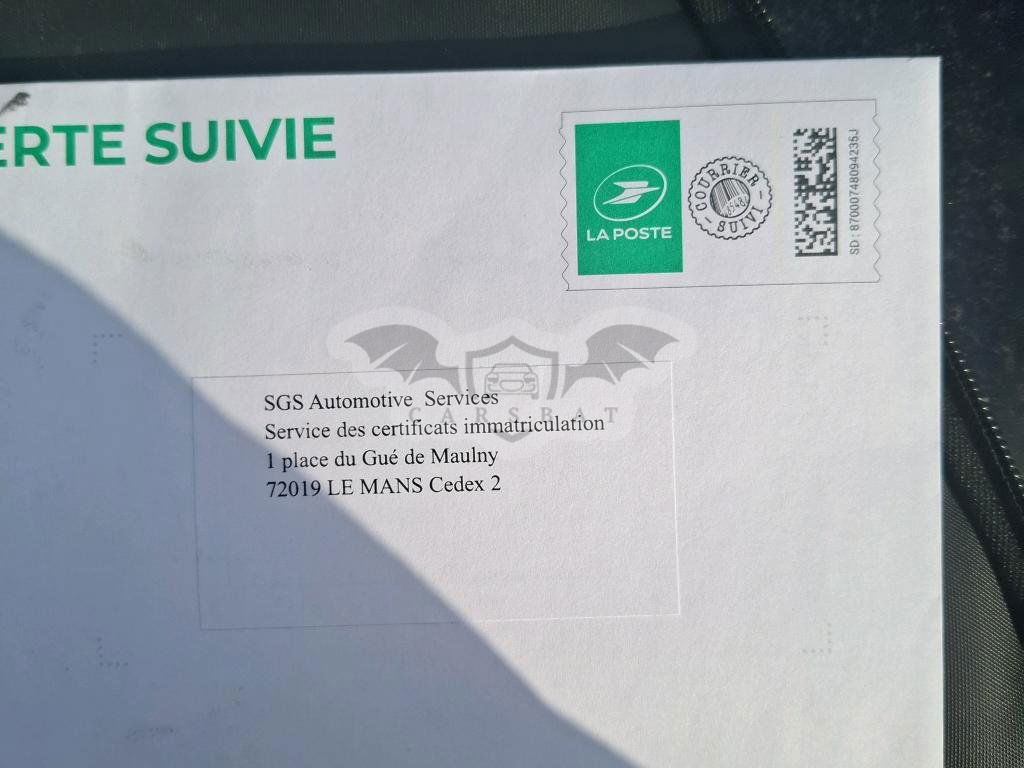 ERTE SUIVIE
LA POSTE
COURRIER
SUIVI
SD : 87000748094235J
SGS Automotive Services
Service des certificats immatriculation
1 place du Gué de Maulny
72019 LE MANS Cedex 2
CARSBAT